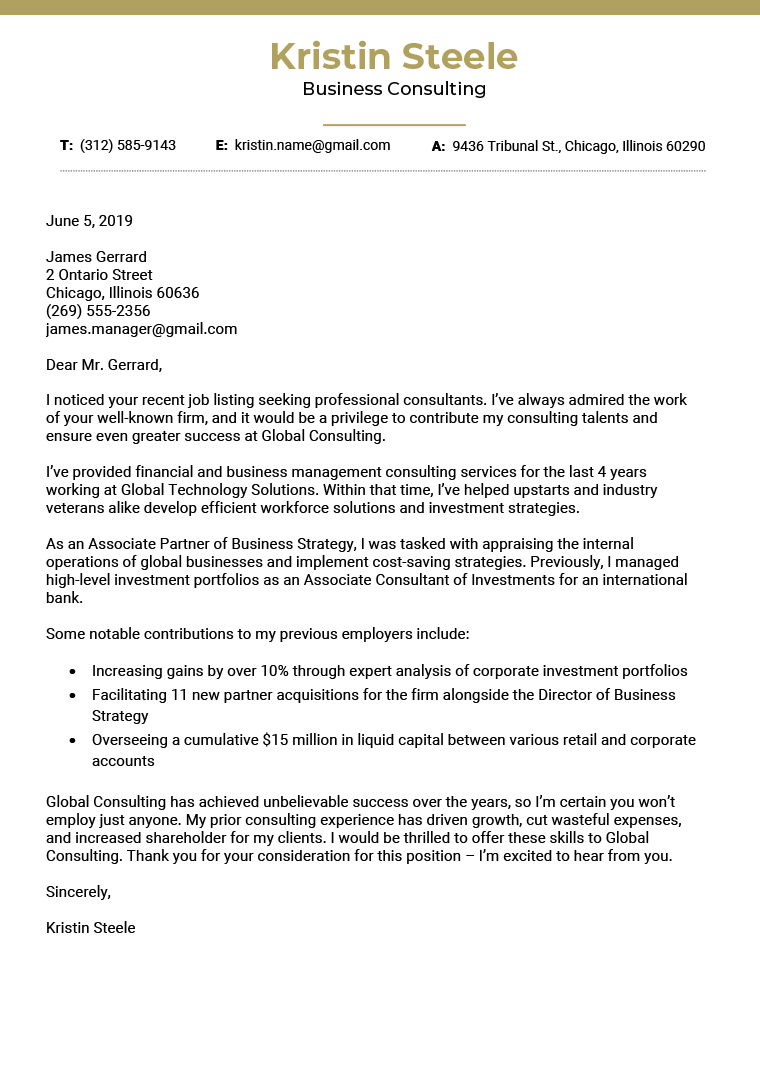 Kristin Steele
Business Consulting
T: (312) 585-9143 E: kristin.name@gmail.com A: 9436 Tribunal St., Chicago, Illinois 60290
June 5, 2019
James Gerrard
2 Ontario Street
Chicago, Illinois 60636
(269) 555-2356
james.manager@gmail.com
Dear Mr. Gerrard,
I noticed your recent job listing seeking professional consultants. I’ve always admired the work
of your well-known firm, and it would be a privilege to contribute my consulting talents and
ensure even greater success at Global Consulting.
I’ve provided financial and business management consulting services for the last 4 years
working at Global Technology Solutions. Within that time, I’ve helped upstarts and industry
veterans alike develop efficient workforce solutions and investment strategies.
As an Associate Partner of Business Strategy, I was tasked with appraising the internal
operations of global businesses and implement cost-saving strategies. Previously, I managed
high-level investment portfolios as an Associate Consultant of Investments for an international
bank.
Some notable contributions to my previous employers include:
• Increasing gains by over 10% through expert analysis of corporate investment portfolios
• Facilitating 11 new partner acquisitions for the firm alongside the Director of Business
Strategy
• Overseeing a cumulative $15 million in liquid capital between various retail and corporate
accounts
Global Consulting has achieved unbelievable success over the years, so I’m certain you won’t
employ just anyone. My prior consulting experience has driven growth, cut wasteful expenses,
and increased shareholder for my clients. I would be thrilled to offer these skills to Global
Consulting. Thank you for your consideration for this position – I’m excited to hear from you.
Sincerely,
Kristin Steele